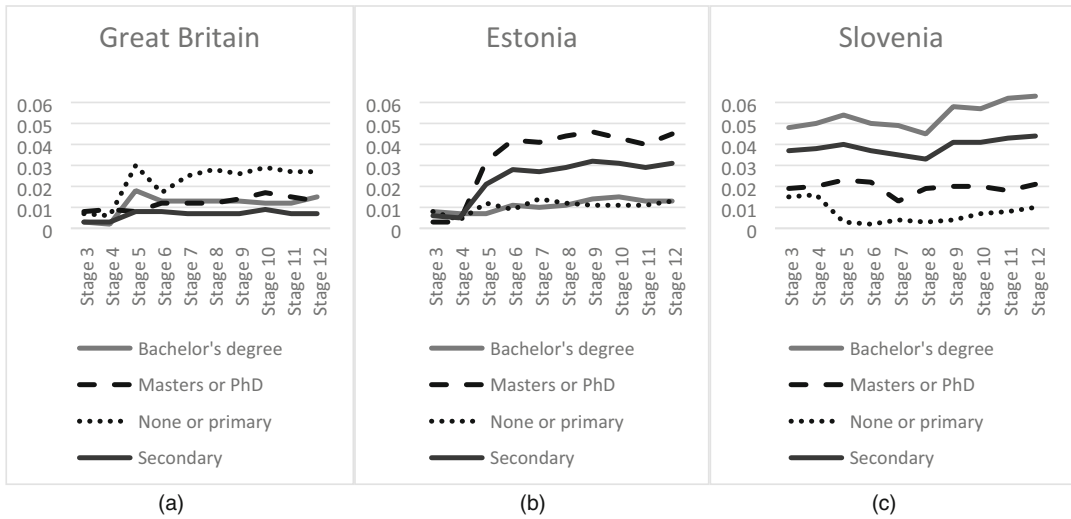 Great Britain
0.06
0.05
0.04
0.03
0.02
0.01
0
Stage 3
Stage 4
Stage 5
Stage 6
Stage 7
Stage 8
Stage 9
Stage 10
Stage 11
Stage 12
Bachelor's degree
Masters or PhD
None or primary
Secondary
(a)
Estonia
0.06
0.05
0.04
0.03
0.02
0.01
0
Stage 3
Stage 4
Stage 5
Stage 6
Stage 7
Stage 8
Stage 9
Stage 10
Stage 11
Stage 12
Bachelor's degree
Masters or PhD
None or primary
Secondary
(b)
Slovenia
0.06
0.05
0.04
0.03
0.02
0.01
0
Stage 3
Stage 4
Stage 5
Stage 6
Stage 7
Stage 8
Stage 9
Stage 10
Stage 11
Stage 12
Bachelor's degree
Masters or PhD
None or primary
Secondary
(c)